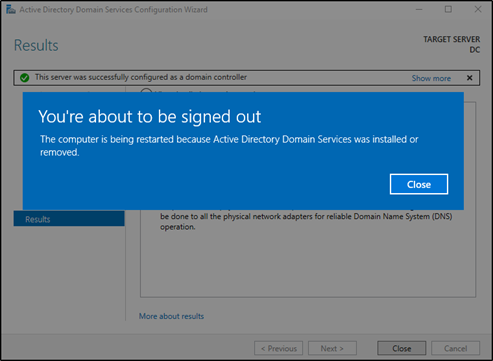 Active Directory Domain Services Configuration Wizard
Results
TARGET SERVER
DC
This server was successfully configured as a domain controller
Show more
You're about to be signed out
The computer is being restarted because Active Directory Domain Services was installed or
removed.
Close
Results
be done to all the physical network adapters for reliable Domain Name System (DNS)
operation.
More about results
< Previous
Next >
Close
Cancel